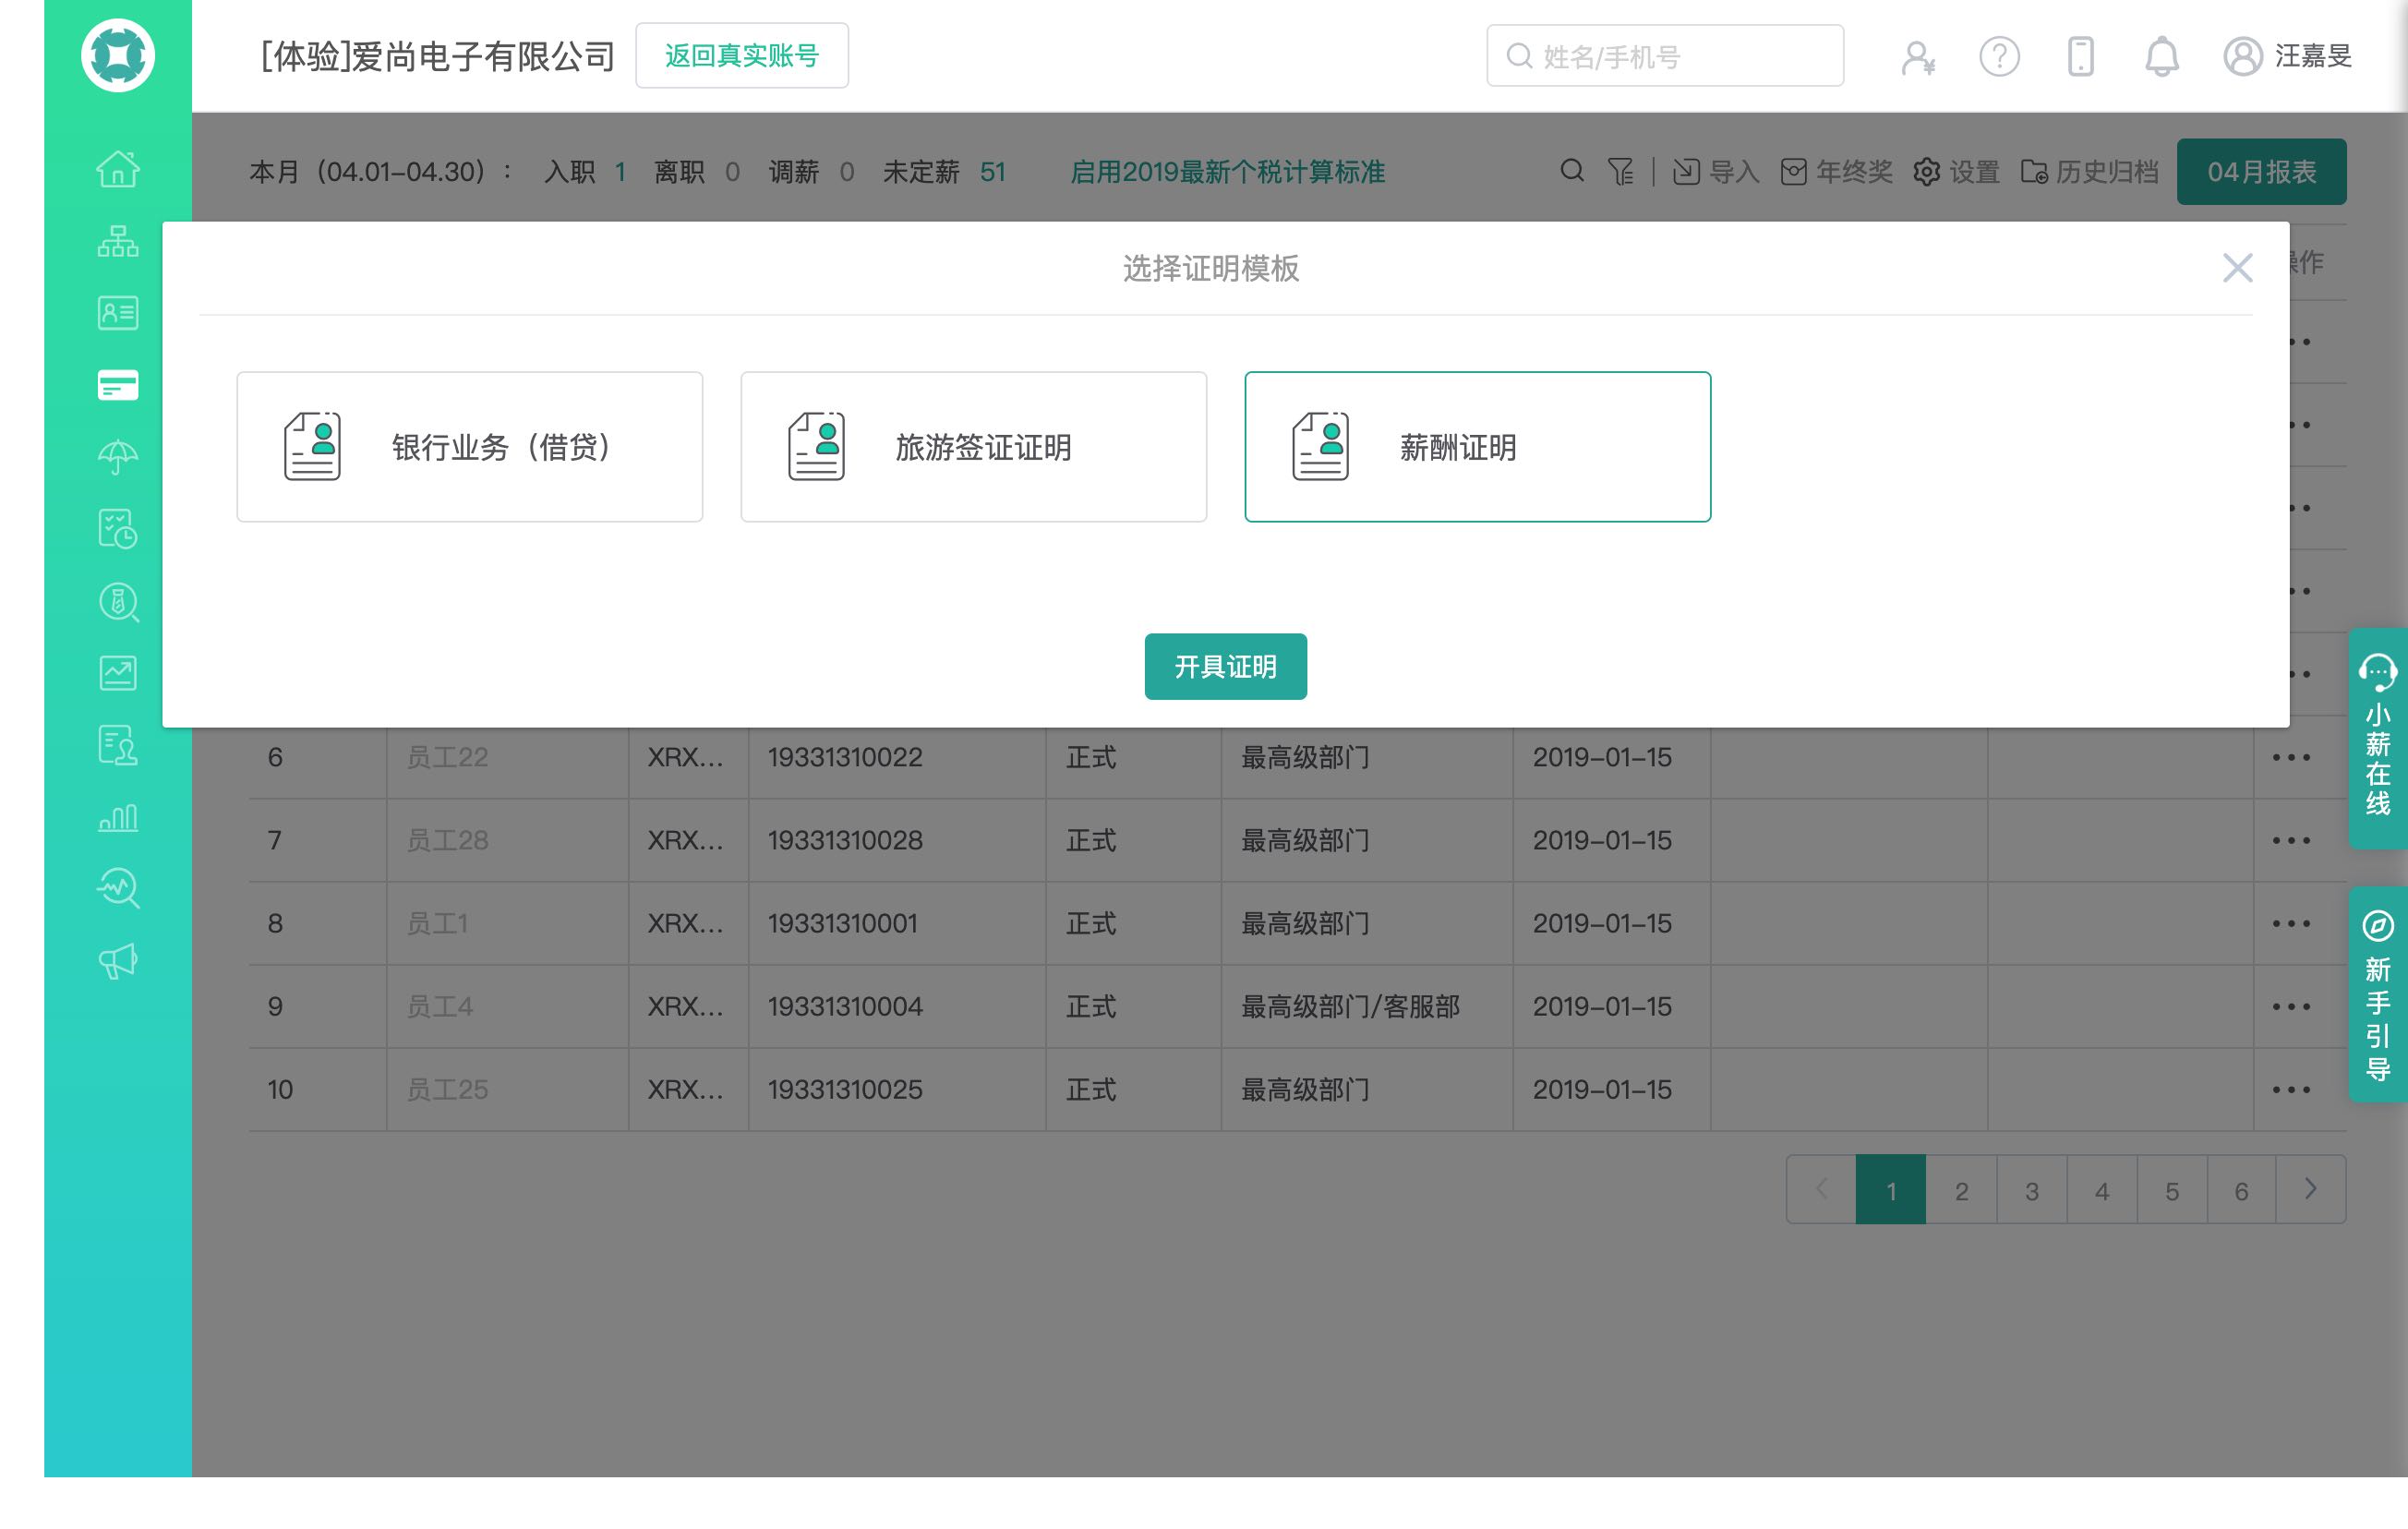 [体验]爱尚电子有限公司 返回真实账号 姓名/手机号 汪嘉旻
本月（04.01-04.30）： 入职 1 离职 0 调薪 0 未定薪 51 启用2019最新个税计算标准 导入 年终奖 设置 历史归档 04月报表
选择证明模板
作
银行业务（借贷） 旅游签证证明 薪酬证明
开具证明
小薪在线
6 员工22 XRX... 19331310022 正式 最高级部门 2019-01-15
7 员工28 XRX... 19331310028 正式 最高级部门 2019-01-15
8 员工1 XRX... 19331310001 正式 最高级部门 2019-01-15
9 员工4 XRX... 19331310004 正式 最高级部门/客服部 2019-01-15
10 员工25 XRX... 19331310025 正式 最高级部门 2019-01-15
新手引导
1 2 3 4 5 6